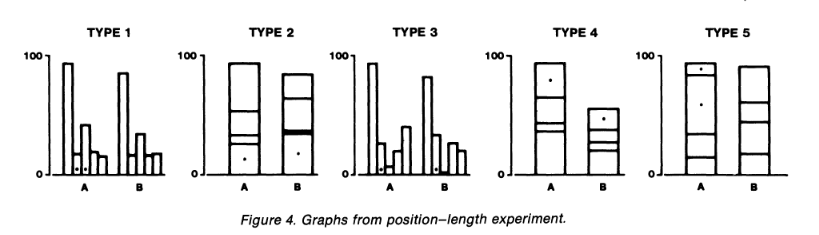 TYPE 1
TYPE 2
TYPE 3
TYPE 4
TYPE 5
100
0
A
B
100
0
A
B
100
0
A
B
100
0
A
B
100
0
A
B
Figure 4. Graphs from position–length experiment.